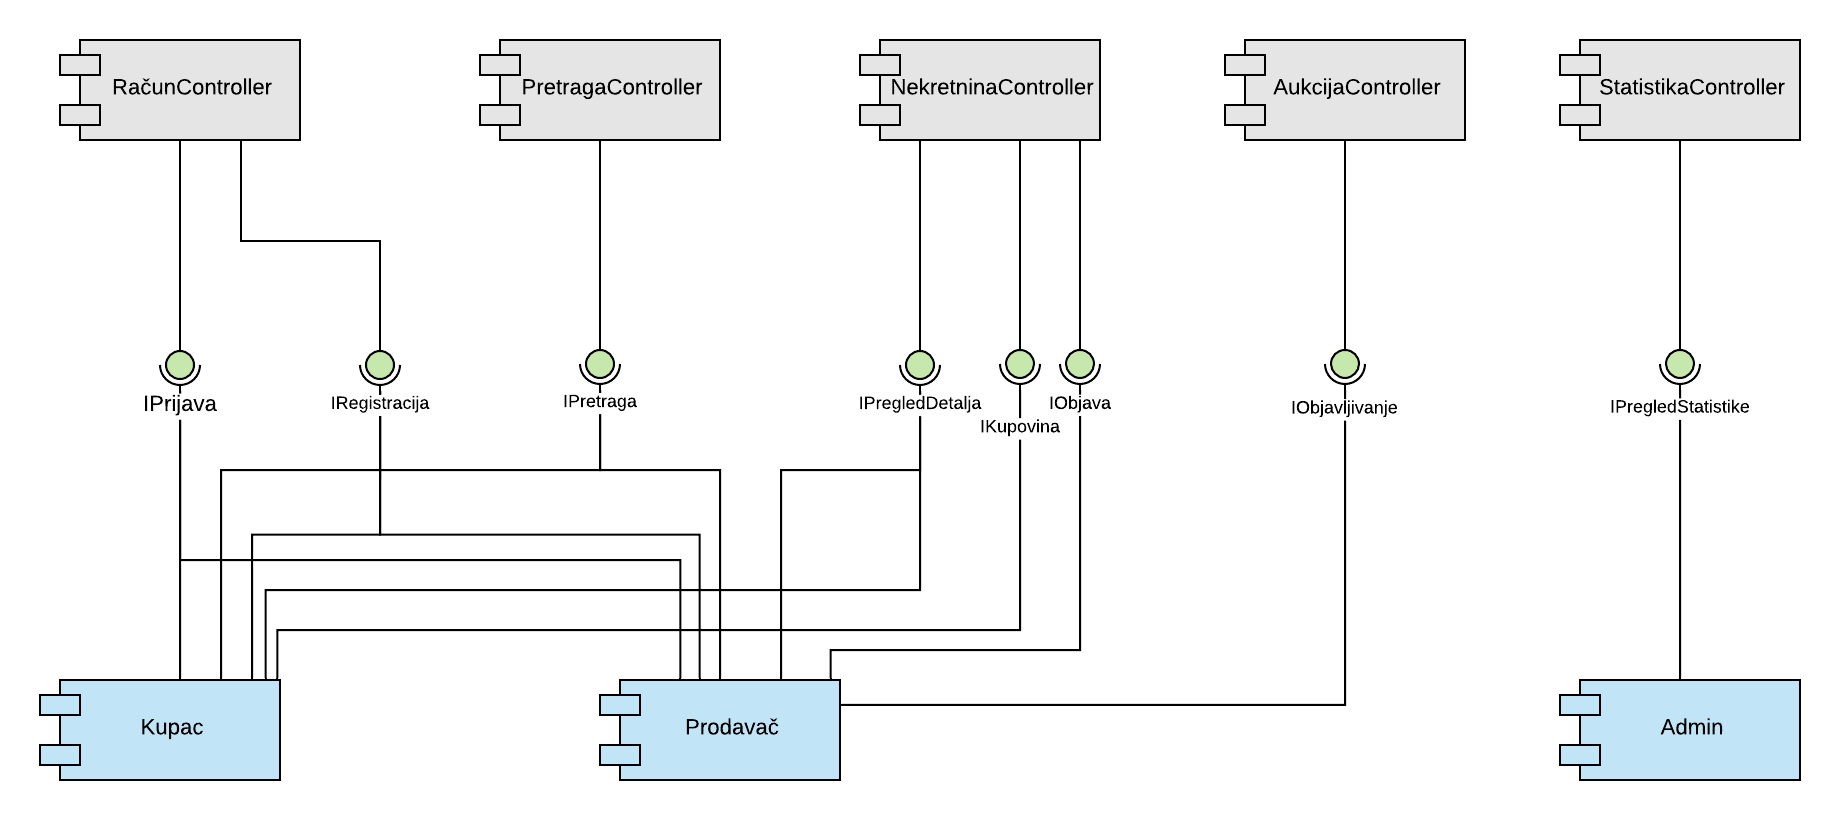 RačunController
PretragaController
NekretninaController
AukcijaController
StatistikaController
IPrijava
IRegistracija
IPretraga
IPregledDetalja
IKupovina
IObjava
IObjavljivanje
IPregledStatistike
Kupac
Prodavač
Admin